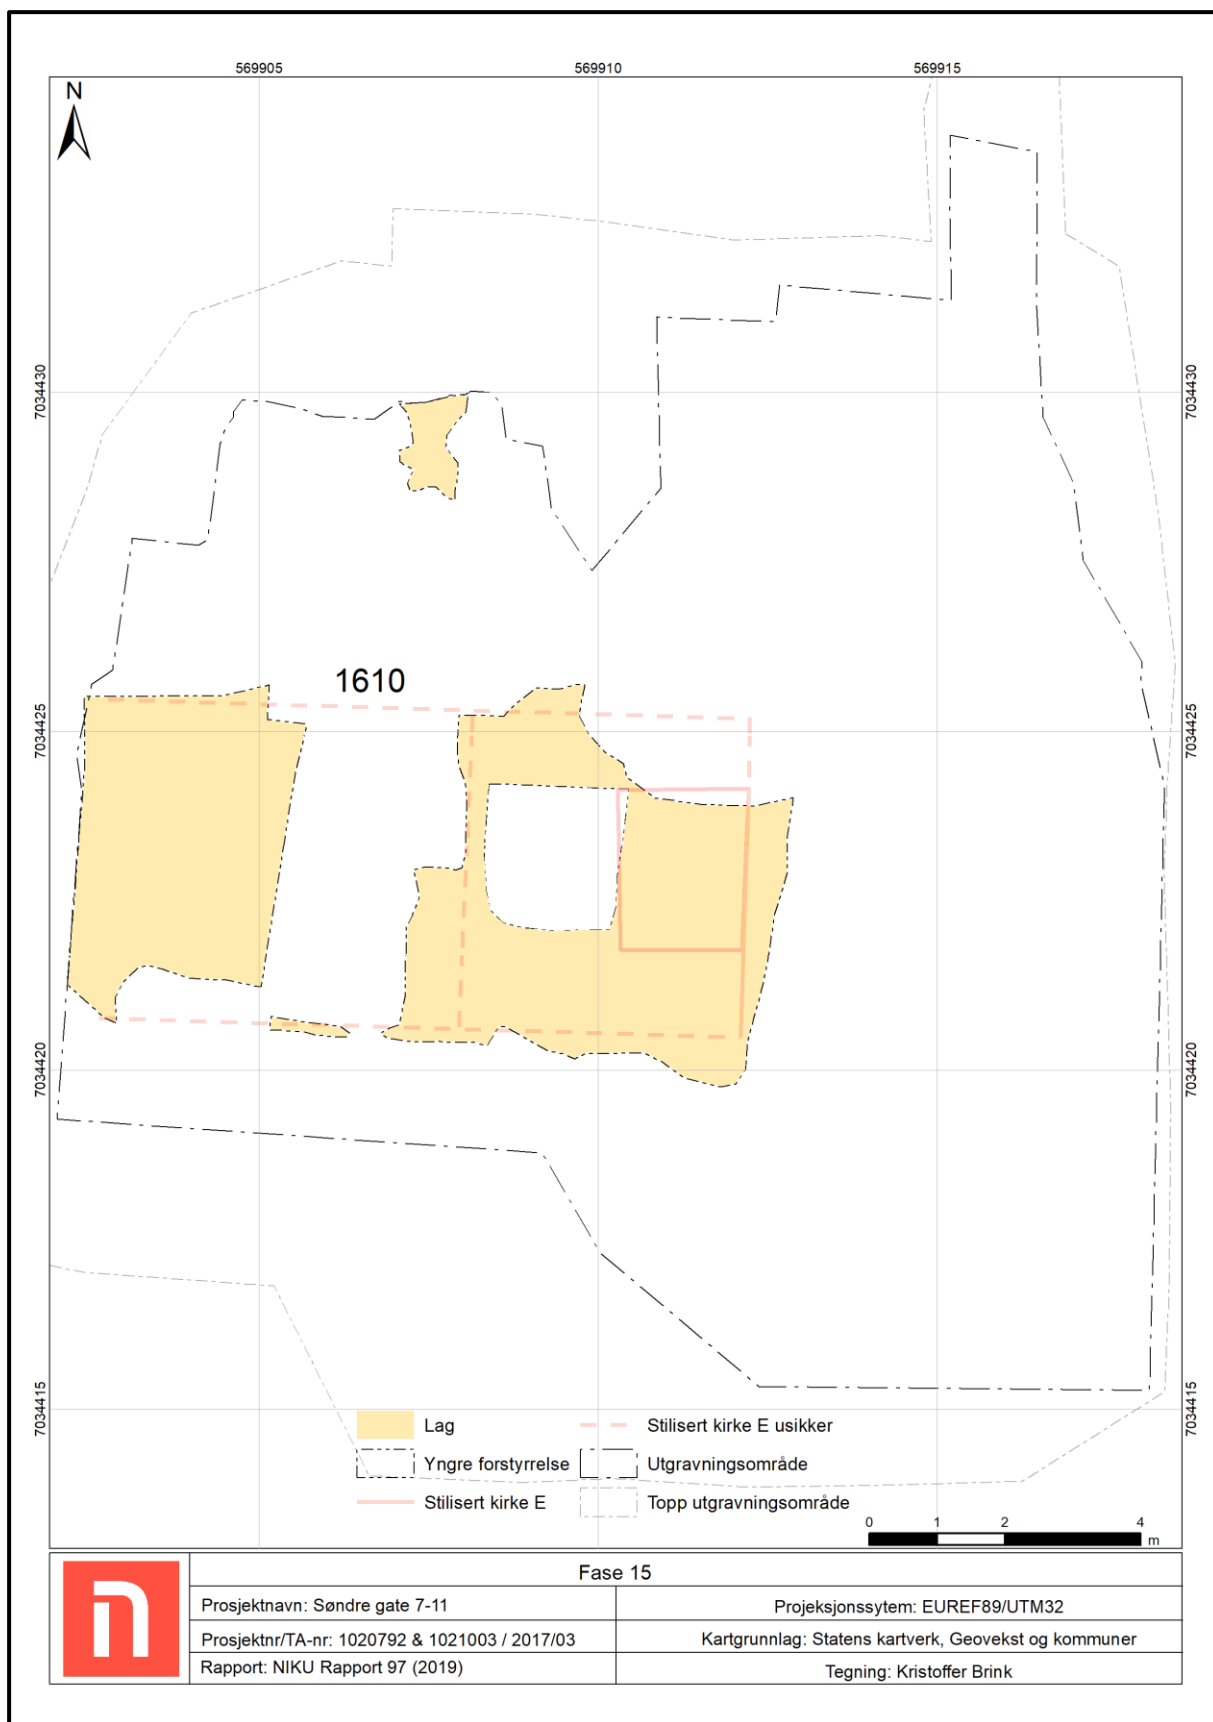 569905 569910 569915
N
7034430 7034430
1610
7034425 7034425
7034420 7034420
7034415 7034415
Lag
Stilisert kirke E usikker
Yngre forstyrrelse
Utgravningsområde
Stilisert kirke E
Topp utgravningsområde
0 1 2 4
m
Fase 15
Prosjektnavn: Søndre gate 7-11
Projeksjonssytem: EUREF89/UTM32
Prosjektnr/TA-nr: 1020792 & 1021003 / 2017/03
Kartgrunnlag: Statens kartverk, Geovekst og kommuner
Rapport: NIKU Rapport 97 (2019)
Tegning: Kristoffer Brink